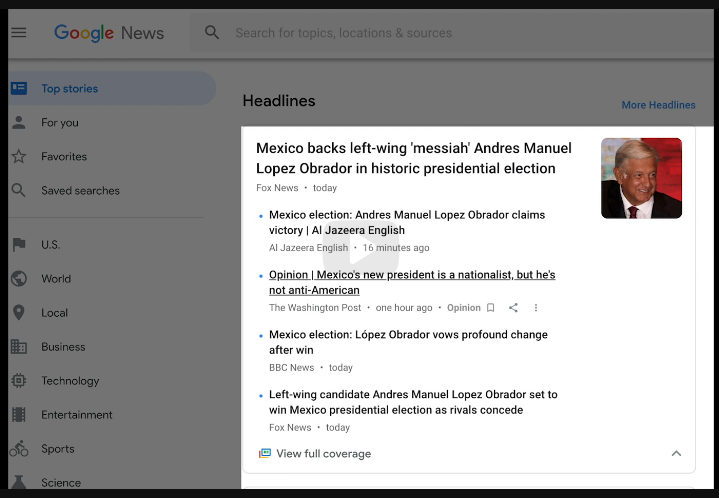 Google News
Search for topics, locations & sources
Top stories
For you
Favorites
Saved searches
U.S.
World
Local
Business
Technology
Entertainment
Sports
Science
Headlines
More Headlines
Mexico backs left-wing 'messiah' Andres Manuel
Lopez Obrador in historic presidential election
Fox News • today
Mexico election: Andres Manuel Lopez Obrador claims
victory | Al Jazeera English
Al Jazeera English • 16 minutes ago
Opinion | Mexico's new president is a nationalist, but he's
not anti-American
The Washington Post • one hour ago • Opinion
Mexico election: López Obrador vows profound change
after win
BBC News • today
Left-wing candidate Andres Manuel Lopez Obrador set to
win Mexico presidential election as rivals concede
Fox News • today
View full coverage